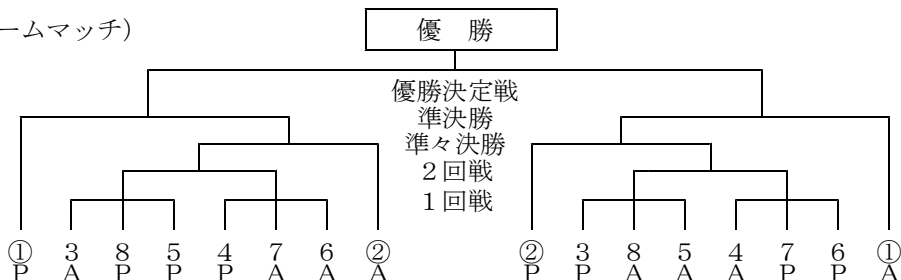 ームマッチ)
優 勝
優勝決定戦
準決勝
準々決勝
2回戦
1回戦
① 3 8 5 4 7 6 ② ② 3 8 5 4 7 6 ①
P A P P P A A A P P A A A P P A